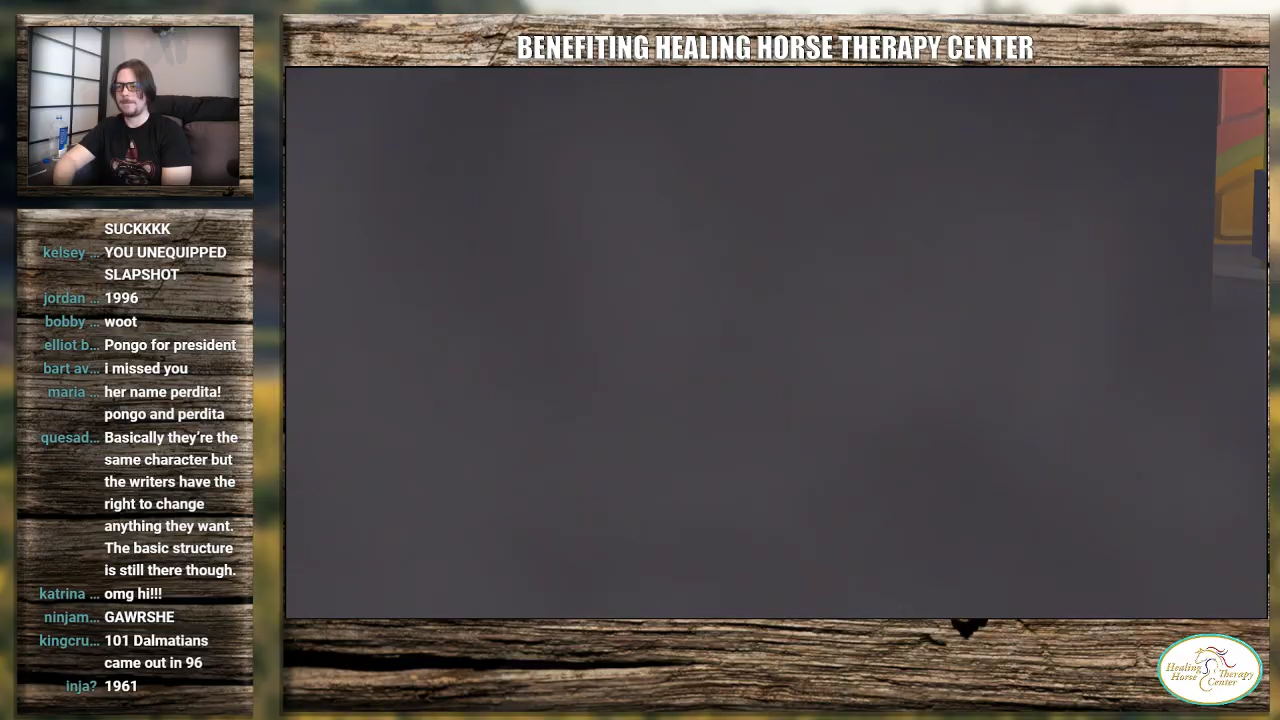 BENEFITING HEALING HORSE THERAPY CENTER
SUCKKKK
kelsey ... YOU UNEQUIPPED
SLAPSHOT
jordan ... 1996
bobby ... woot
elliot b... Pongo for president
bart av... i missed you
maria ... her name perdita!
pongo and perdita
quesad... Basically they're the
same character but
the writers have the
right to change
anything they want.
The basic structure
is still there though.
katrina ... omg hi!!!
ninjam... GAWRSHE
kingcru... 101 Dalmatians
came out in 96
inja? 1961
Healing
Horse Therapy
Center